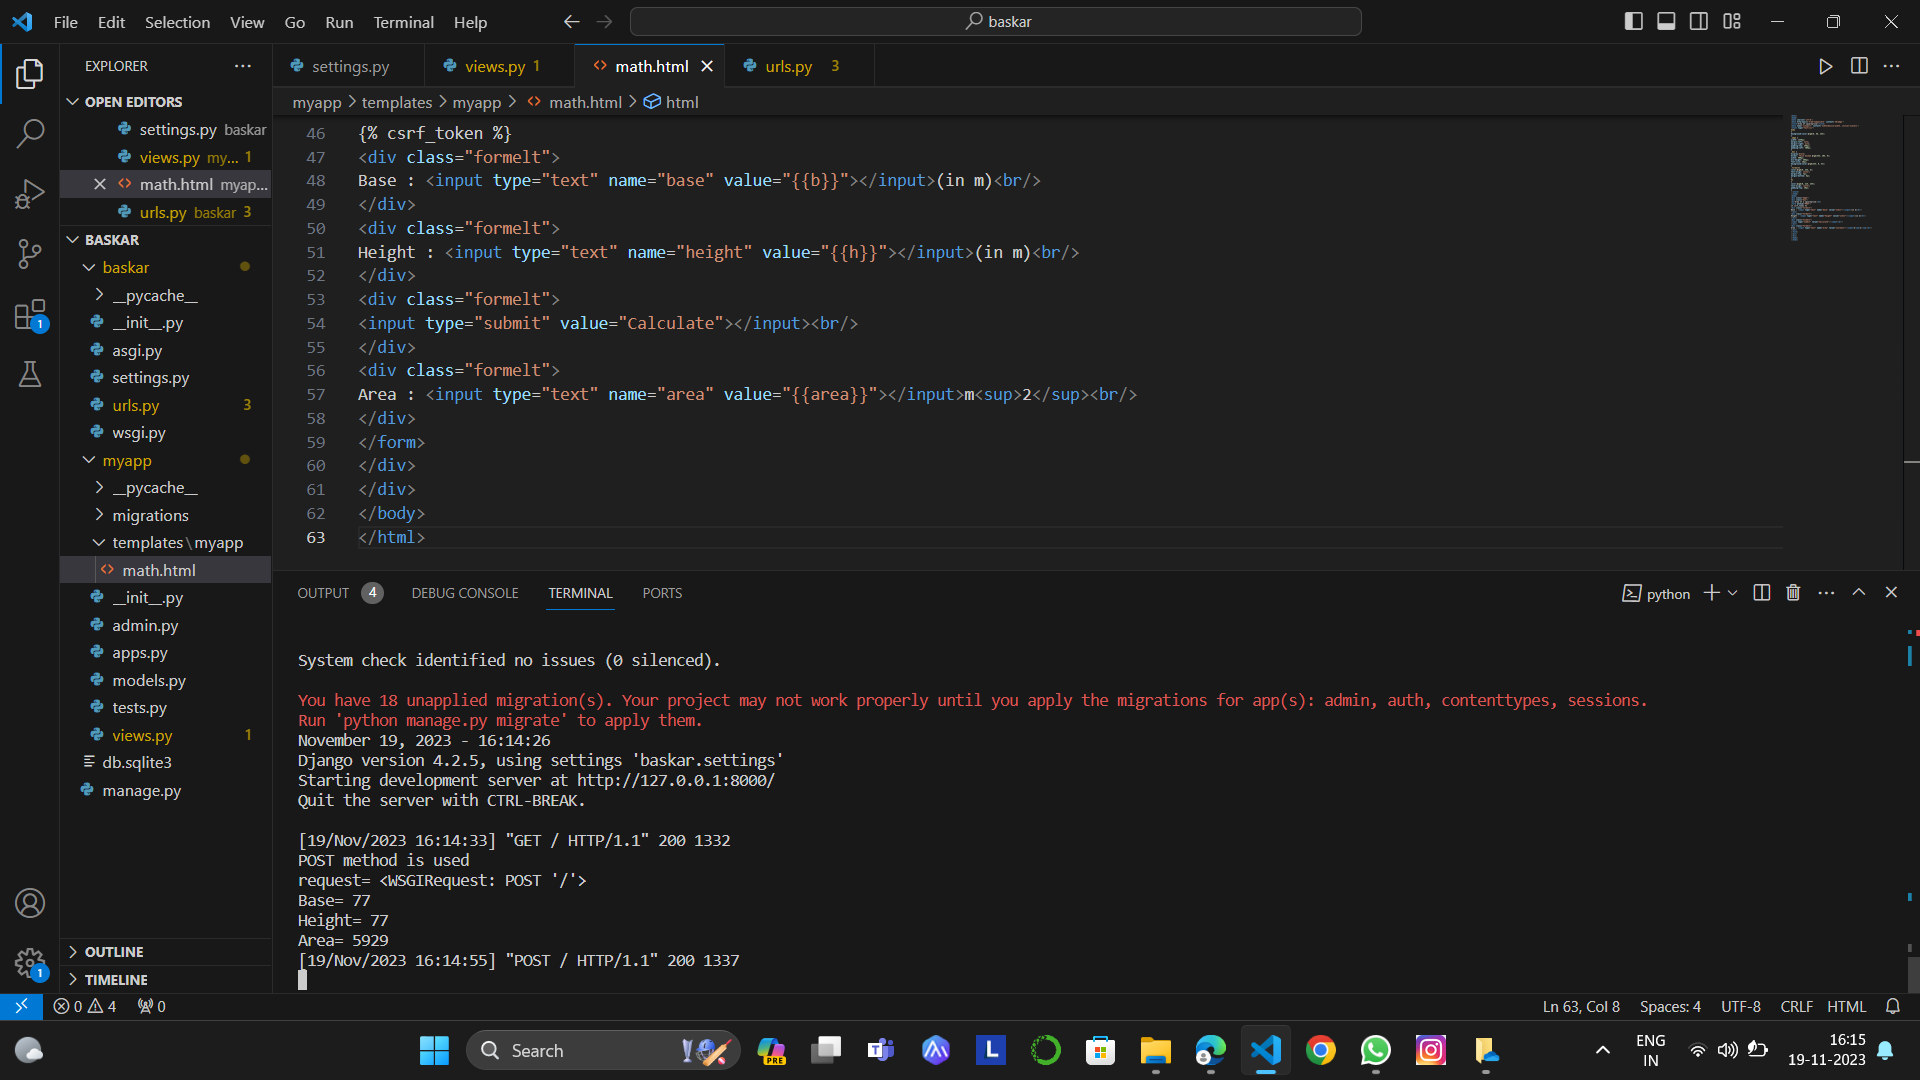 File Edit Selection View Go Run Terminal Help
baskar
EXPLORER
OPEN EDITORS
settings.py baskar
views.py my... 1
math.html myap...
urls.py baskar 3
BASKAR
baskar
__pycache__
__init__.py
asgi.py
settings.py
urls.py 3
wsgi.py
myapp
__pycache__
migrations
templates\myapp
math.html
__init__.py
admin.py
apps.py
models.py
tests.py
views.py 1
db.sqlite3
manage.py
OUTLINE
TIMELINE
1
1
settings.py views.py 1 math.html urls.py 3
myapp > templates > myapp > math.html > html
46 {% csrf_token %}
47 <div class="formelt">
48 Base : <input type="text" name="base" value="{{b}}"></input>(in m)<br/>
49 </div>
50 <div class="formelt">
51 Height : <input type="text" name="height" value="{{h}}"></input>(in m)<br/>
52 </div>
53 <div class="formelt">
54 <input type="submit" value="Calculate"></input><br/>
55 </div>
56 <div class="formelt">
57 Area : <input type="text" name="area" value="{{area}}"></input>m<sup>2</sup><br/>
58 </div>
59 </form>
60 </div>
61 </div>
62 </body>
63 </html>
OUTPUT 4 DEBUG CONSOLE TERMINAL PORTS
python
System check identified no issues (0 silenced).
You have 18 unapplied migration(s). Your project may not work properly until you apply the migrations for app(s): admin, auth, contenttypes, sessions.
Run 'python manage.py migrate' to apply them.
November 19, 2023 - 16:14:26
Django version 4.2.5, using settings 'baskar.settings'
Starting development server at http://127.0.0.1:8000/
Quit the server with CTRL-BREAK.
[19/Nov/2023 16:14:33] "GET / HTTP/1.1" 200 1332
POST method is used
request= <WSGIRequest: POST '/'>
Base= 77
Height= 77
Area= 5929
[19/Nov/2023 16:14:55] "POST / HTTP/1.1" 200 1337
0 4 0
Ln 63, Col 8 Spaces: 4 UTF-8 CRLF HTML
Search
PRE
L
ENG
IN
16:15
19-11-2023